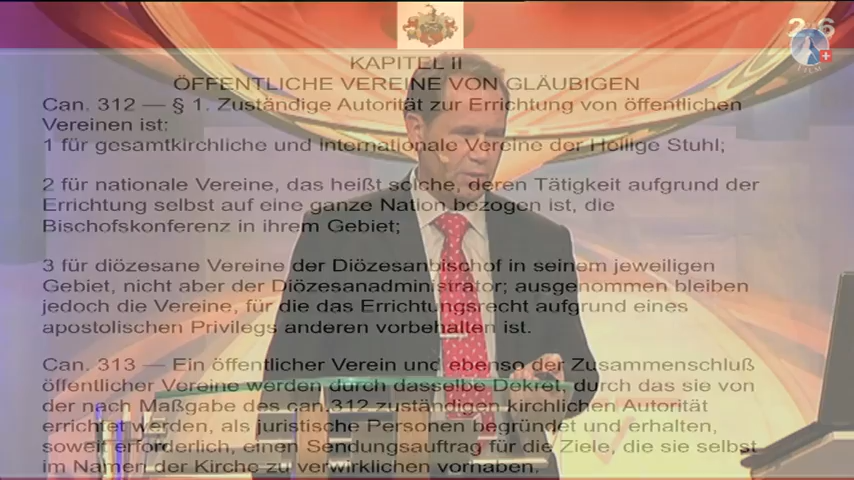 2 6
KAPITEL II
ÖFFENTLICHE VEREINE VON GLÄUBIGEN
Can. 312 — § 1. Zuständige Autorität zur Errichtung von öffentlichen
Vereinen ist:
1 für gesamtkirchliche und internationale Vereine der Heilige Stuhl;
2 für nationale Vereine, das heißt solche, deren Tätigkeit aufgrund der
Errichtung selbst auf eine ganze Nation bezogen ist, die
Bischofskonferenz in ihrem Gebiet;
3 für diözesane Vereine der Diözesanbischof in seinem jeweiligen
Gebiet, nicht aber der Diözesanadministrator; ausgenommen bleiben
jedoch die Vereine, für die das Errichtungsrecht aufgrund eines
apostolischen Privilegs anderen vorbehalten ist.
Can. 313 — Ein öffentlicher Verein und ebenso der Zusammenschluß
öffentlicher Vereine werden durch dasselbe Dekret, durch das sie von
der nach Maßgabe des can.312 zuständigen kirchlichen Autorität
errichtet werden, als juristische Personen begründet und erhalten,
soweit erforderlich, einen Sendungsauftrag für die Ziele, die sie selbst
im Namen der Kirche zu verwirklichen vorhaben.